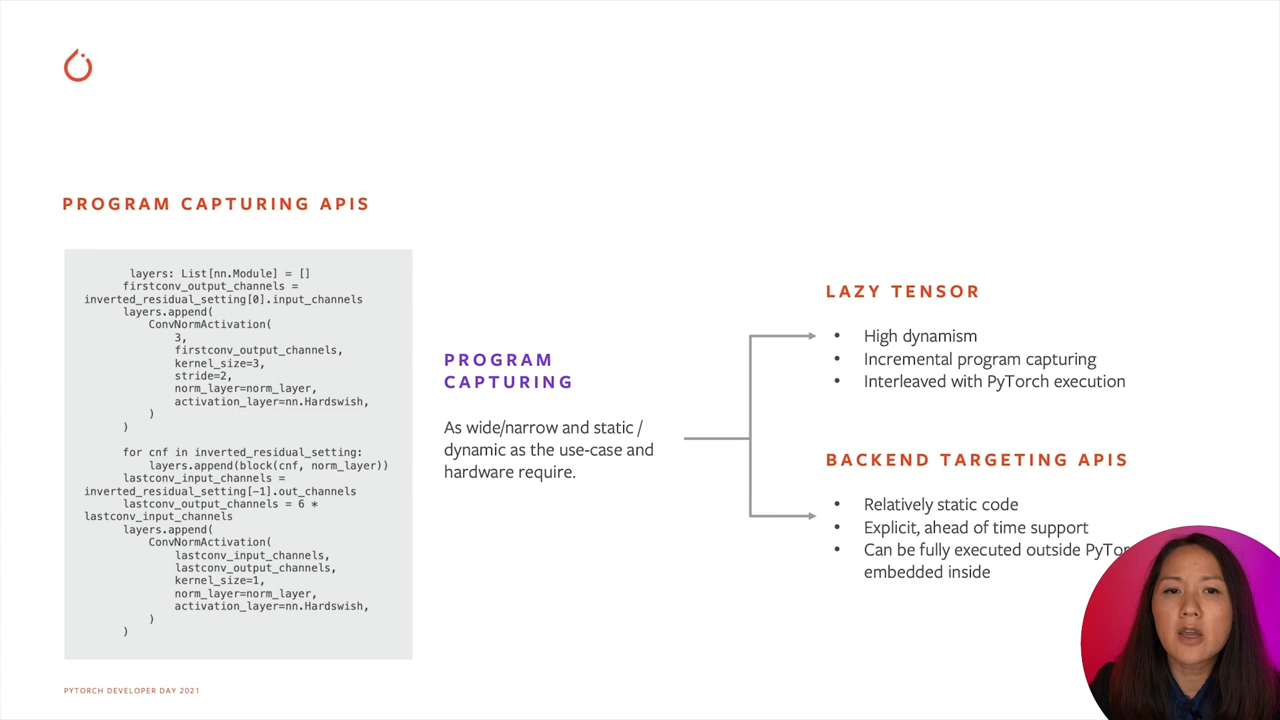 PROGRAM CAPTURING APIS
layers: List[nn.Module] = []
firstconv_output_channels =
inverted_residual_setting[0].input_channels
layers.append(
ConvNormActivation(
3,
firstconv_output_channels,
kernel_size=3,
stride=2,
norm_layer=norm_layer,
activation_layer=nn.Hardswish,
)
)
for cnf in inverted_residual_setting:
layers.append(block(cnf, norm_layer))
lastconv_input_channels =
inverted_residual_setting[-1].out_channels
lastconv_output_channels = 6 *
lastconv_input_channels
layers.append(
ConvNormActivation(
lastconv_input_channels,
lastconv_output_channels,
kernel_size=1,
norm_layer=norm_layer,
activation_layer=nn.Hardswish,
)
)
PROGRAM
CAPTURING
As wide/narrow and static /
dynamic as the use-case and
hardware require.
LAZY TENSOR
• High dynamism
• Incremental program capturing
• Interleaved with PyTorch execution
BACKEND TARGETING APIS
• Relatively static code
• Explicit, ahead of time support
• Can be fully executed outside
embedded inside
PYTORCH DEVELOPER DAY 2021